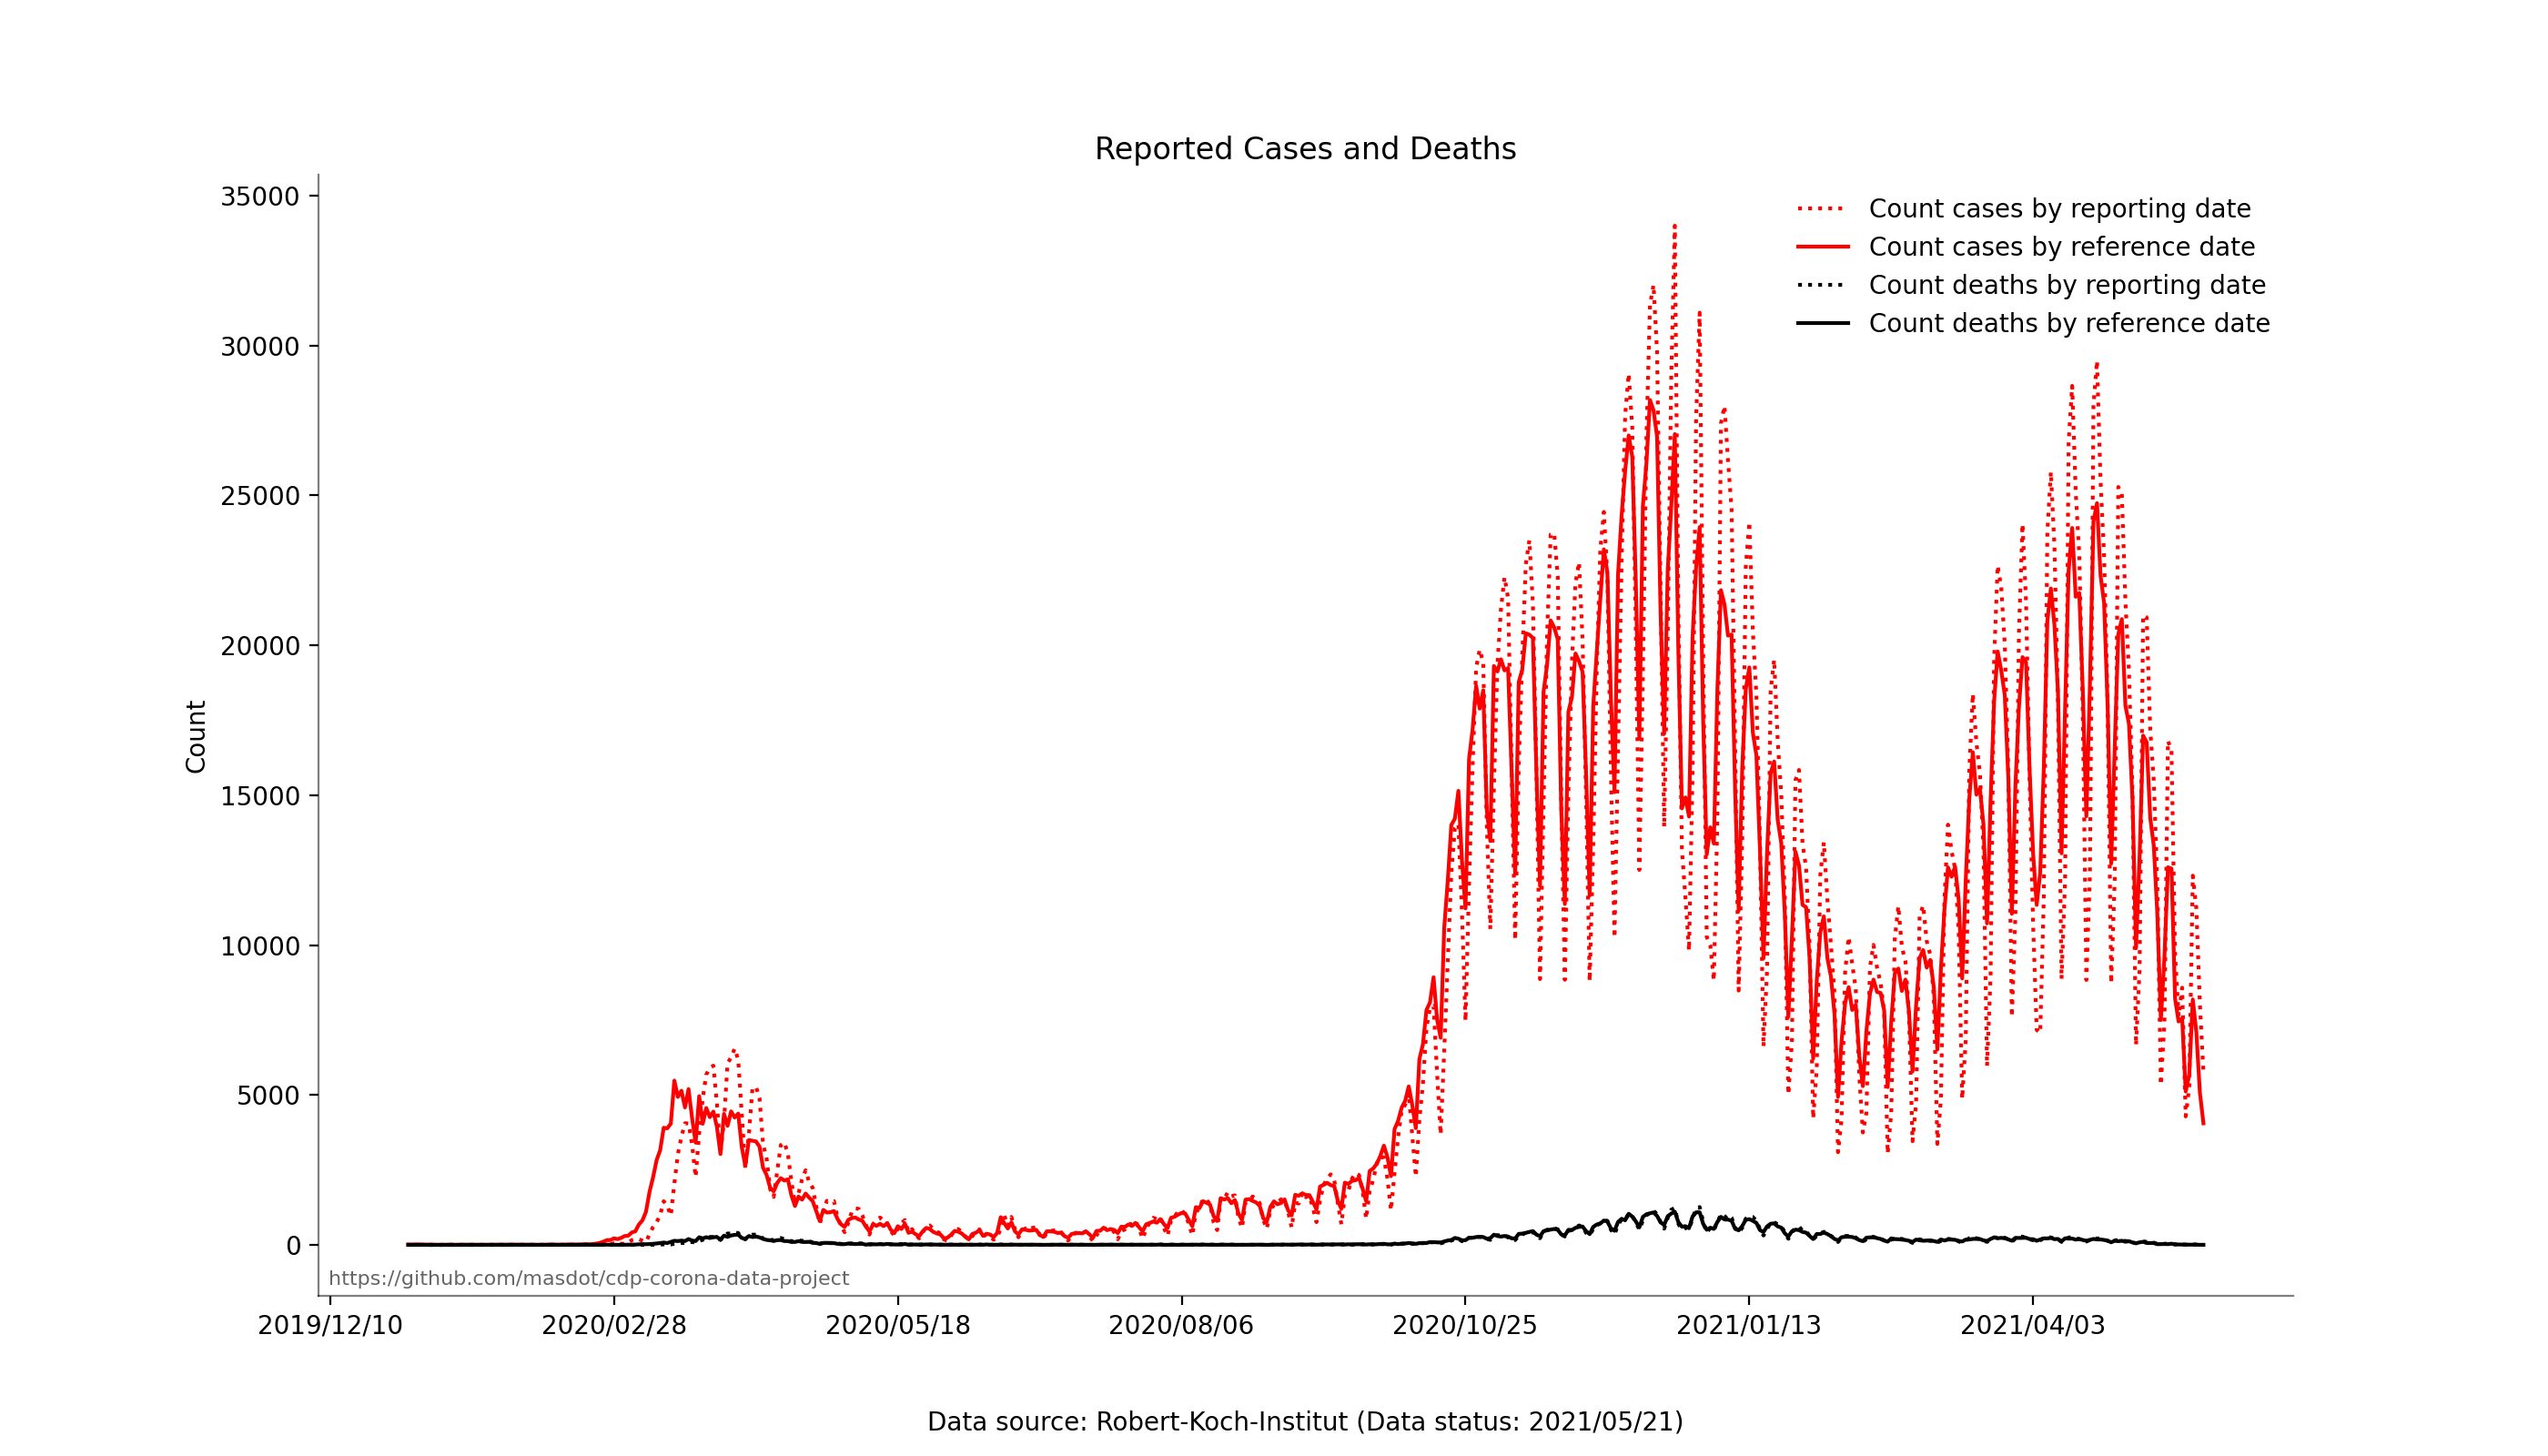 Reported Cases and Deaths
35000
30000
25000
20000
15000
10000
5000
0
Count
Count cases by reporting date
Count cases by reference date
Count deaths by reporting date
Count deaths by reference date
https://github.com/masdot/cdp-corona-data-project
2019/12/10 2020/02/28 2020/05/18 2020/08/06 2020/10/25 2021/01/13 2021/04/03
Data source: Robert-Koch-Institut (Data status: 2021/05/21)